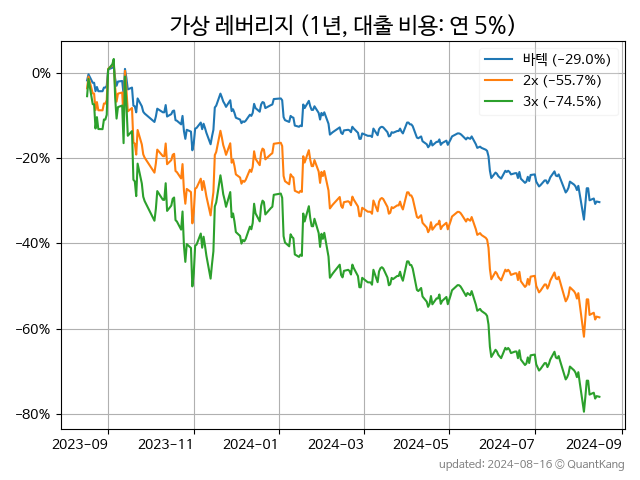 가상 레버리지 (1년, 대출 비용: 연 5%)
바텍 (−29.0%)
2x (−55.7%)
3x (−74.5%)
0%
−20%
−40%
−60%
−80%
2023-09 2023-11 2024-01 2024-03 2024-05 2024-07 2024-09
updated: 2024-08-16 © QuantKang